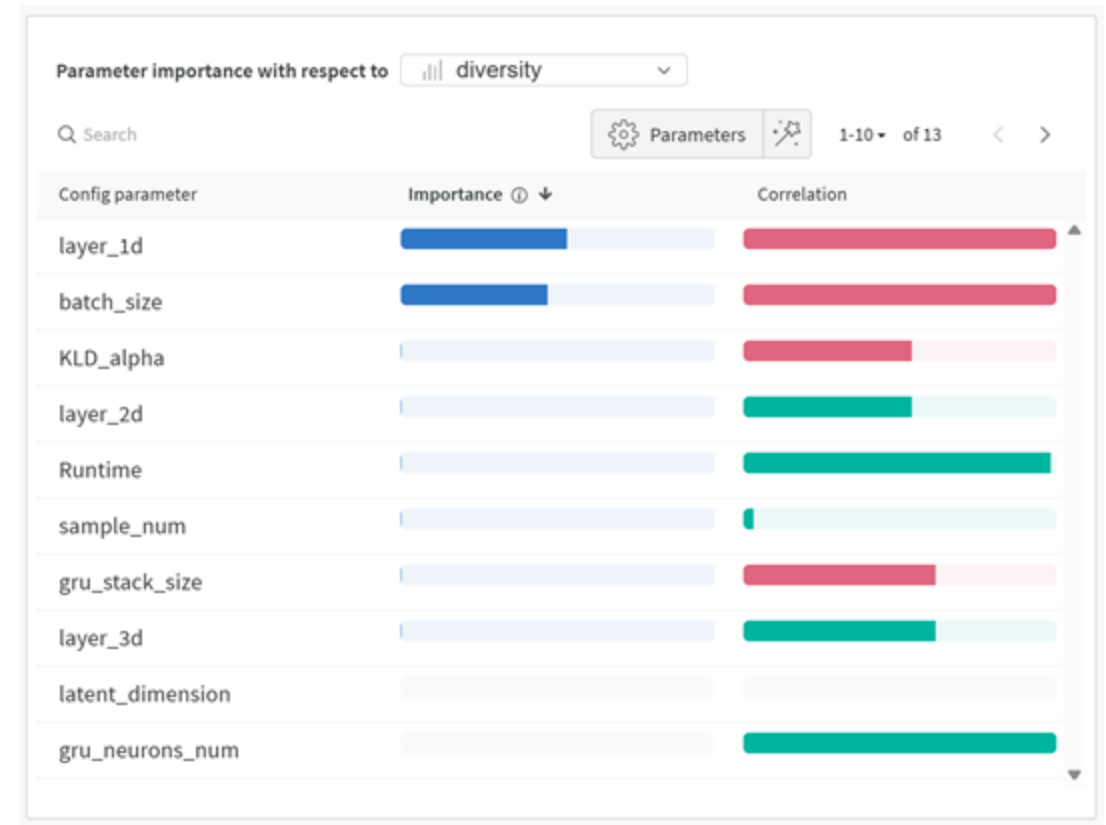 Parameter importance with respect to diversity
Search Parameters 1-10 of 13
Config parameter Importance Correlation
layer_1d
batch_size
KLD_alpha
layer_2d
Runtime
sample_num
gru_stack_size
layer_3d
latent_dimension
gru_neurons_num